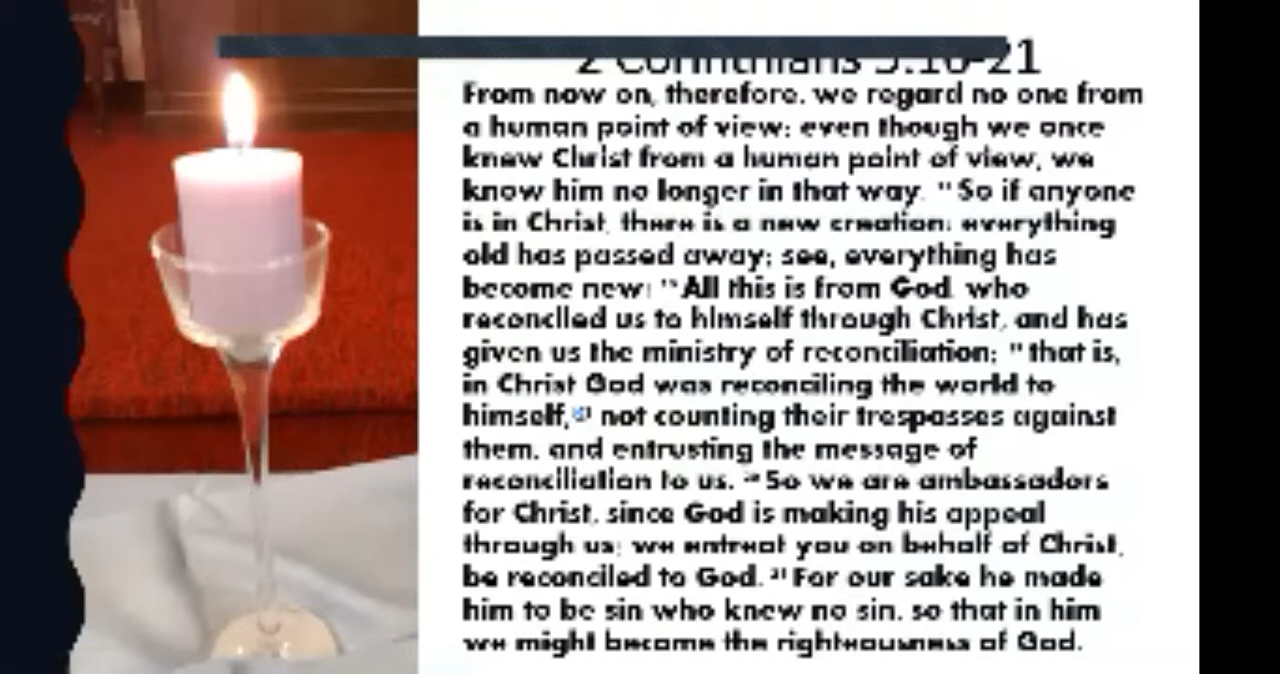 2 Corinthians 5:16-21
From now on, therefore, we regard no one from
a human point of view; even though we once
knew Christ from a human point of view, we
know him no longer in that way. 17 So if anyone
is in Christ, there is a new creation: everything
old has passed away; see, everything has
become new! 18 All this is from God, who
reconciled us to himself through Christ, and has
given us the ministry of reconciliation; 19 that is,
in Christ God was reconciling the world to
himself, not counting their trespasses against
them, and entrusting the message of
reconciliation to us. 20 So we are ambassadors
for Christ, since God is making his appeal
through us; we entreat you on behalf of Christ,
be reconciled to God. 21 For our sake he made
him to be sin who knew no sin, so that in him
we might become the righteousness of God.